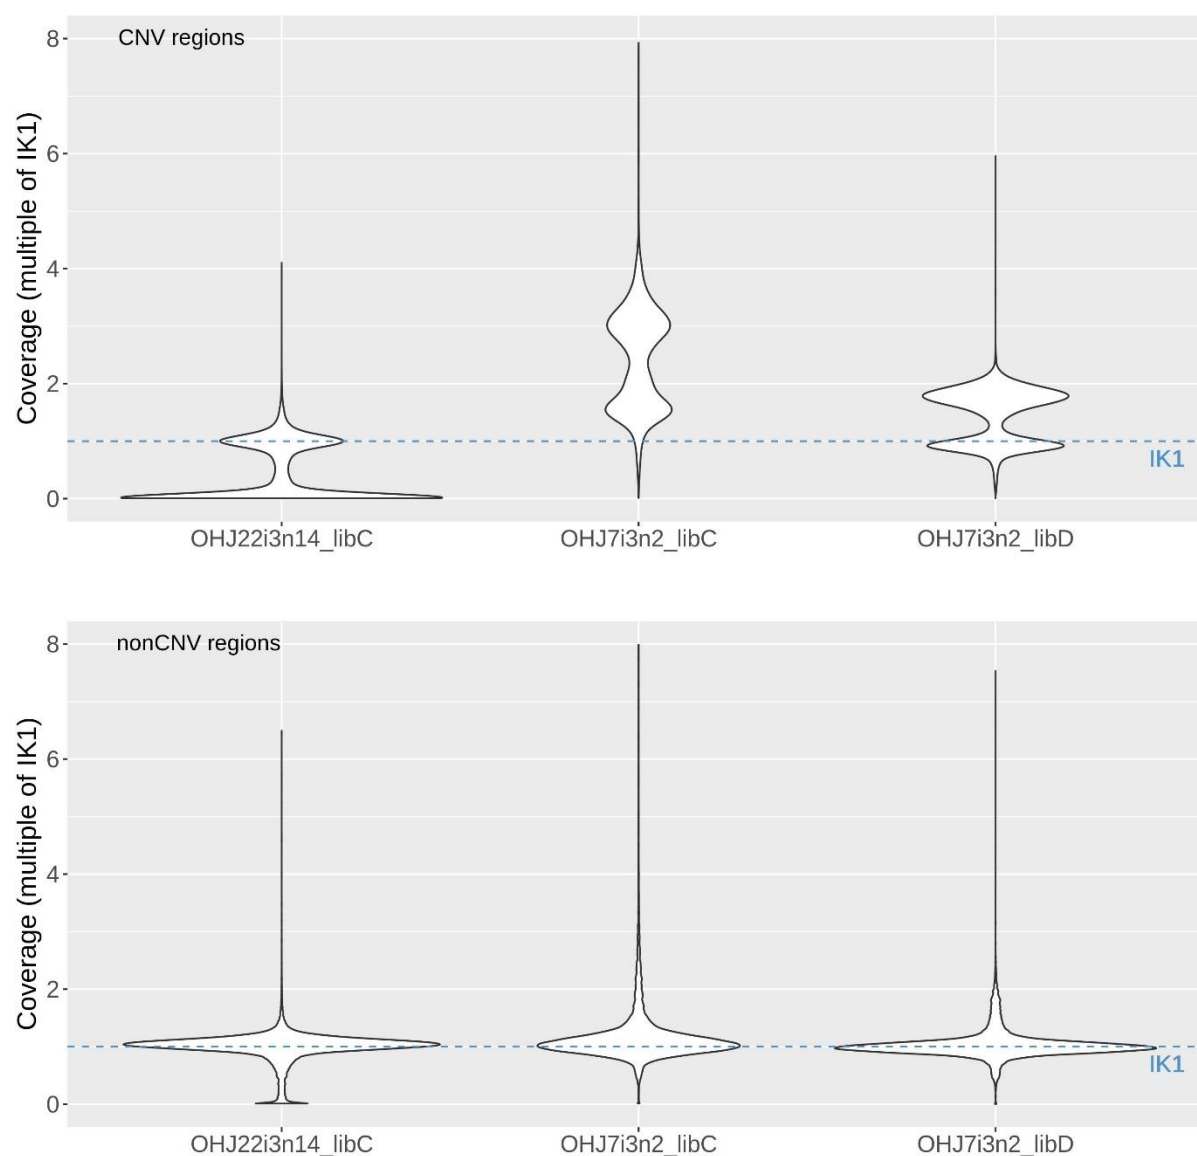 CNV regions
Coverage (multiple of IK1)
8
6
4
2
0
IK1
OHJ22i3n14_libC OHJ7i3n2_libC OHJ7i3n2_libD
nonCNV regions
Coverage (multiple of IK1)
8
6
4
2
0
IK1
OHJ22i3n14_libC OHJ7i3n2_libC OHJ7i3n2_libD